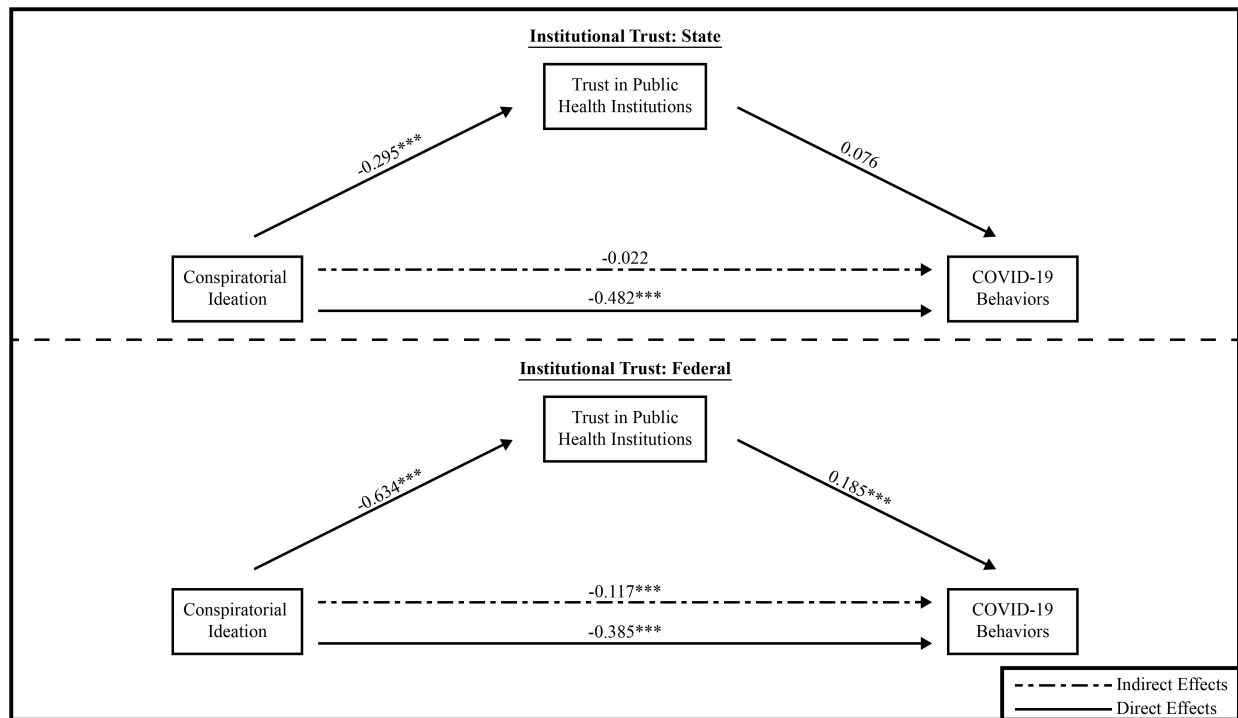 Institutional Trust: State
Trust in Public
Health Institutions
-0.295***
0.076
Conspiratorial
Ideation
-0.022
-0.482***
COVID-19
Behaviors
Institutional Trust: Federal
Trust in Public
Health Institutions
-0.634***
0.185***
Conspiratorial
Ideation
-0.117***
-0.385***
COVID-19
Behaviors
Indirect Effects
Direct Effects